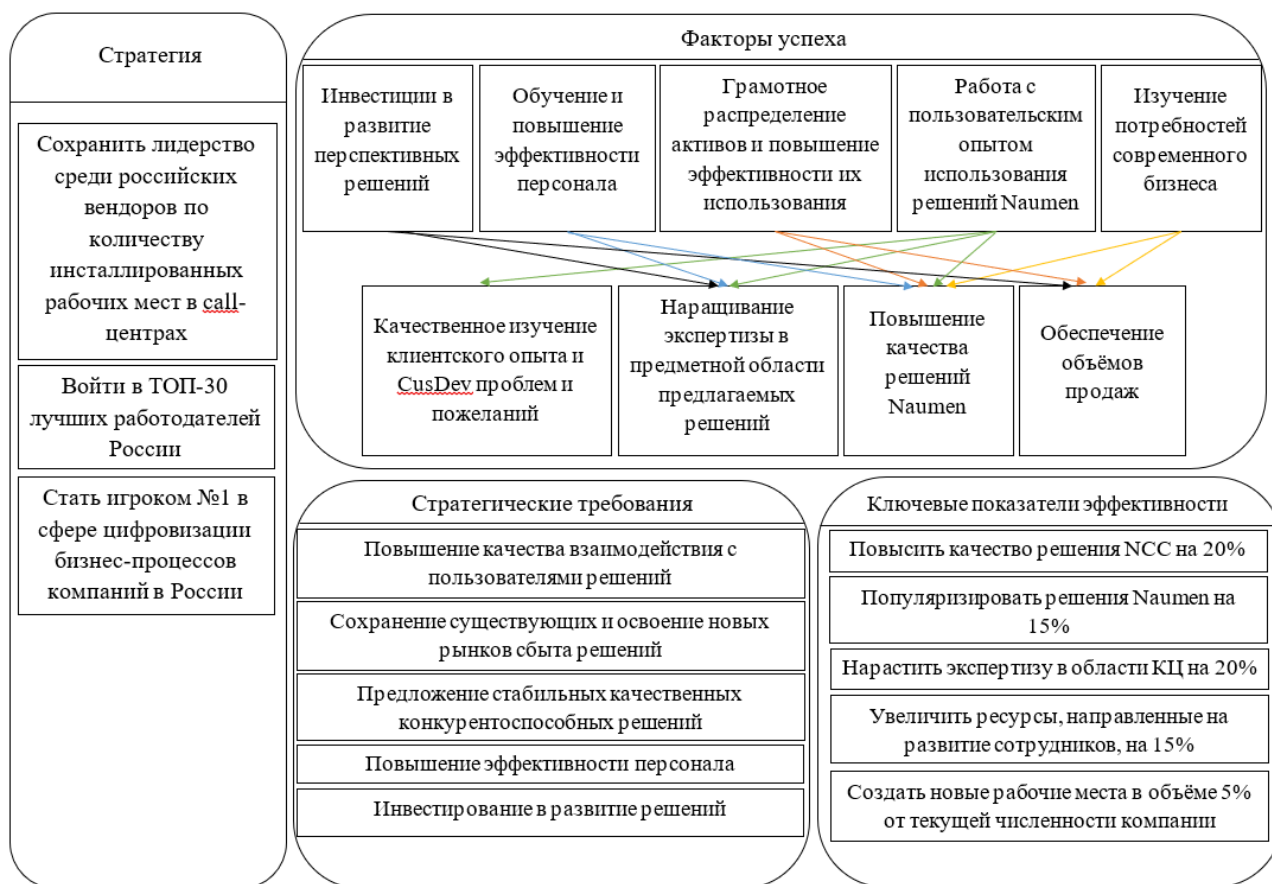 Стратегия
Сохранить лидерство
среди российских
вендоров по
количеству
инсталлированных
рабочих мест в call-
центрах
Войти в ТОП-30
лучших работодателей
России
Стать игроком №1 в
сфере цифровизации
бизнес-процессов
компаний в России
Факторы успеха
Инвестиции в
развитие
перспективных
решений
Обучение и
повышение
эффективности
персонала
Грамотное
распределение
активов и повышение
эффективности их
использования
Работа с
пользовательским
опытом
использования
решений Naumen
Изучение
потребностей
современного
бизнеса
Качественное изучение
клиентского опыта и
CusDev проблем и
пожеланий
Наращивание
экспертизы в
предметной области
предлагаемых
решений
Повышение
качества
решений
Naumen
Обеспечение
объёмов
продаж
Стратегические требования
Повышение качества взаимодействия с
пользователями решений
Сохранение существующих и освоение новых
рынков сбыта решений
Предложение стабильных качественных
конкурентоспособных решений
Повышение эффективности персонала
Инвестирование в развитие решений
Ключевые показатели эффективности
Повысить качество решения NCC на 20%
Популяризировать решения Naumen на
15%
Нарастить экспертизу в области КЦ на 20%
Увеличить ресурсы, направленные на
развитие сотрудников, на 15%
Создать новые рабочие места в объёме 5%
от текущей численности компании